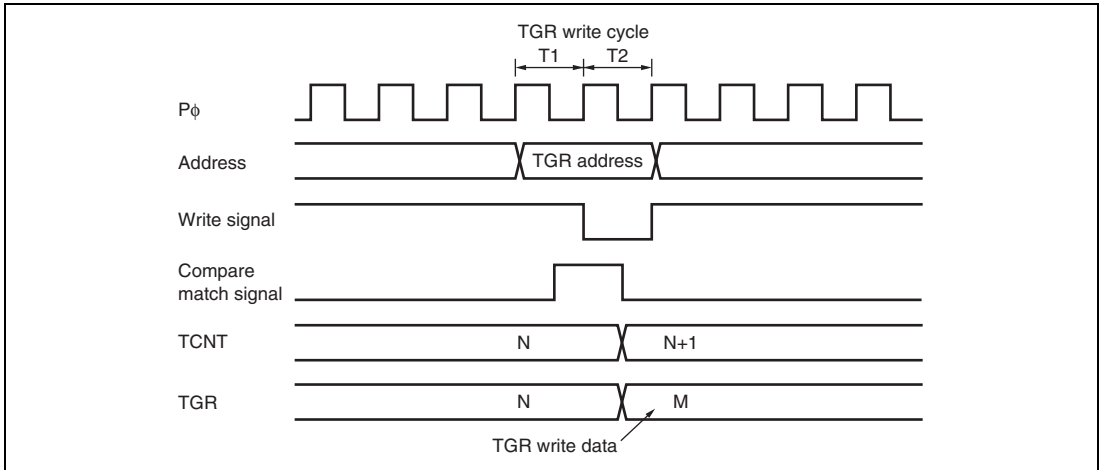 TGR write cycle
T1 T2
Pϕ
Address
TGR address
Write signal
Compare
match signal
TCNT
N N+1
TGR
N M
TGR write data